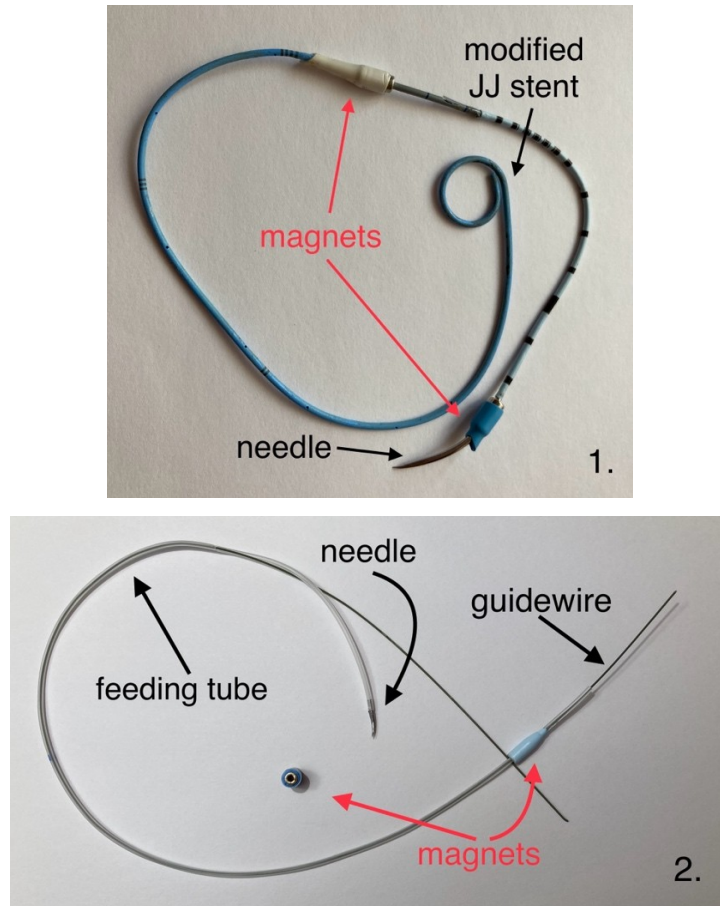 modified
JJ stent
magnets
needle
1.
needle
guidewire
feeding tube
magnets
2.